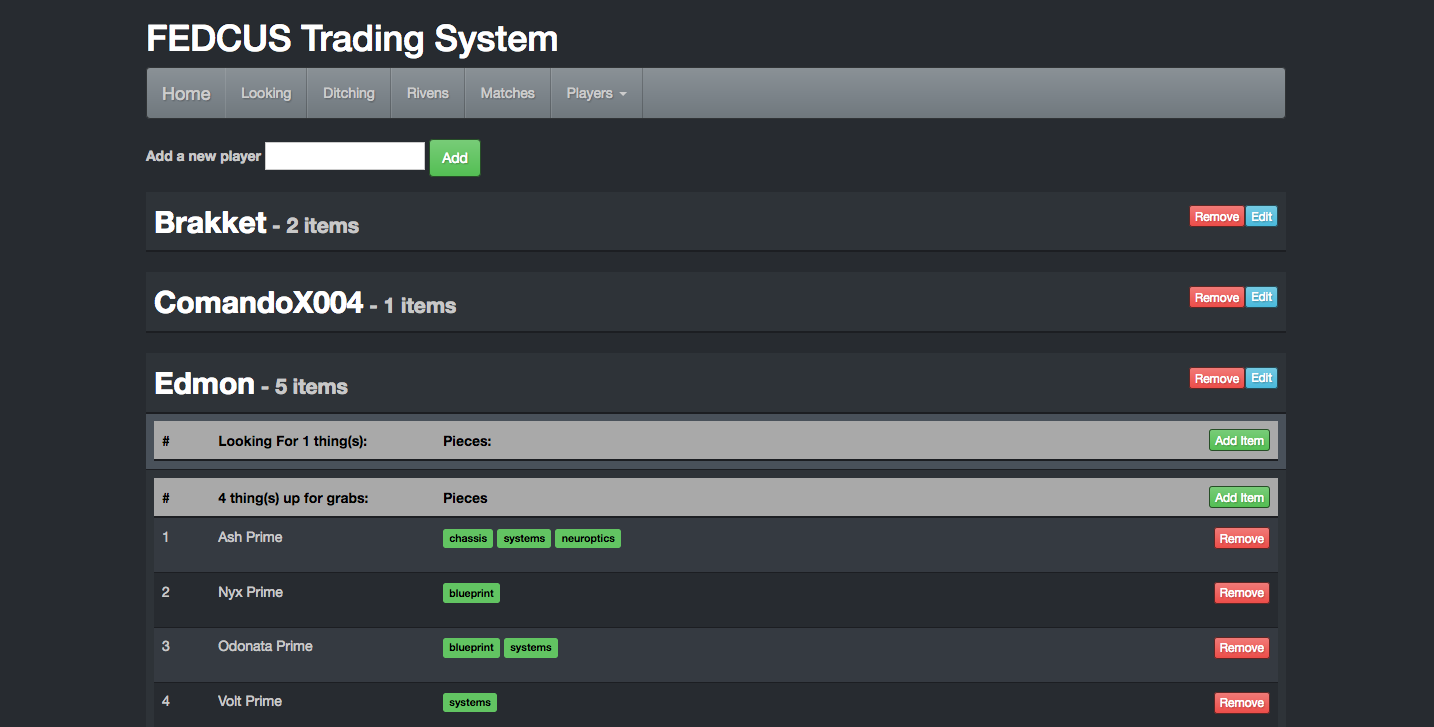 FEDCUS Trading System
Home Looking Ditching Rivens Matches Players
Add a new player Add
Brakket - 2 items Remove Edit
ComandoX004 - 1 items Remove Edit
Edmon - 5 items Remove Edit
# Looking For 1 thing(s): Pieces: Add Item
# 4 thing(s) up for grabs: Pieces Add Item
1 Ash Prime chassis systems neuroptics Remove
2 Nyx Prime blueprint Remove
3 Odonata Prime blueprint systems Remove
4 Volt Prime systems Remove